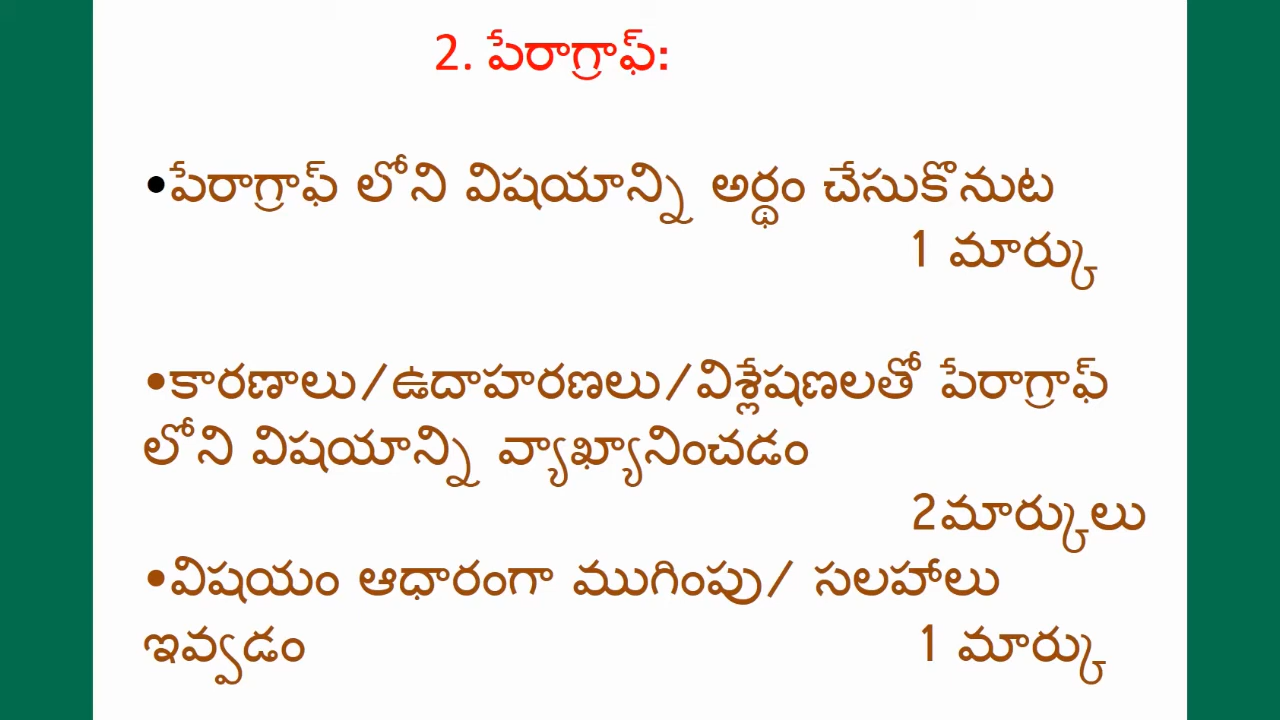 2. పేరాగ్రాఫ్:
•పేరాగ్రాఫ్ లోని విషయాన్ని అర్థం చేసుకొనుట
1 మార్కు
•కారణాలు/ఉదాహరణలు/విశ్లేషణలతో పేరాగ్రాఫ్
లోని విషయాన్ని వ్యాఖ్యానించడం
2మార్కులు
•విషయం ఆధారంగా ముగింపు/ సలహాలు
ఇవ్వడం 1 మార్కు